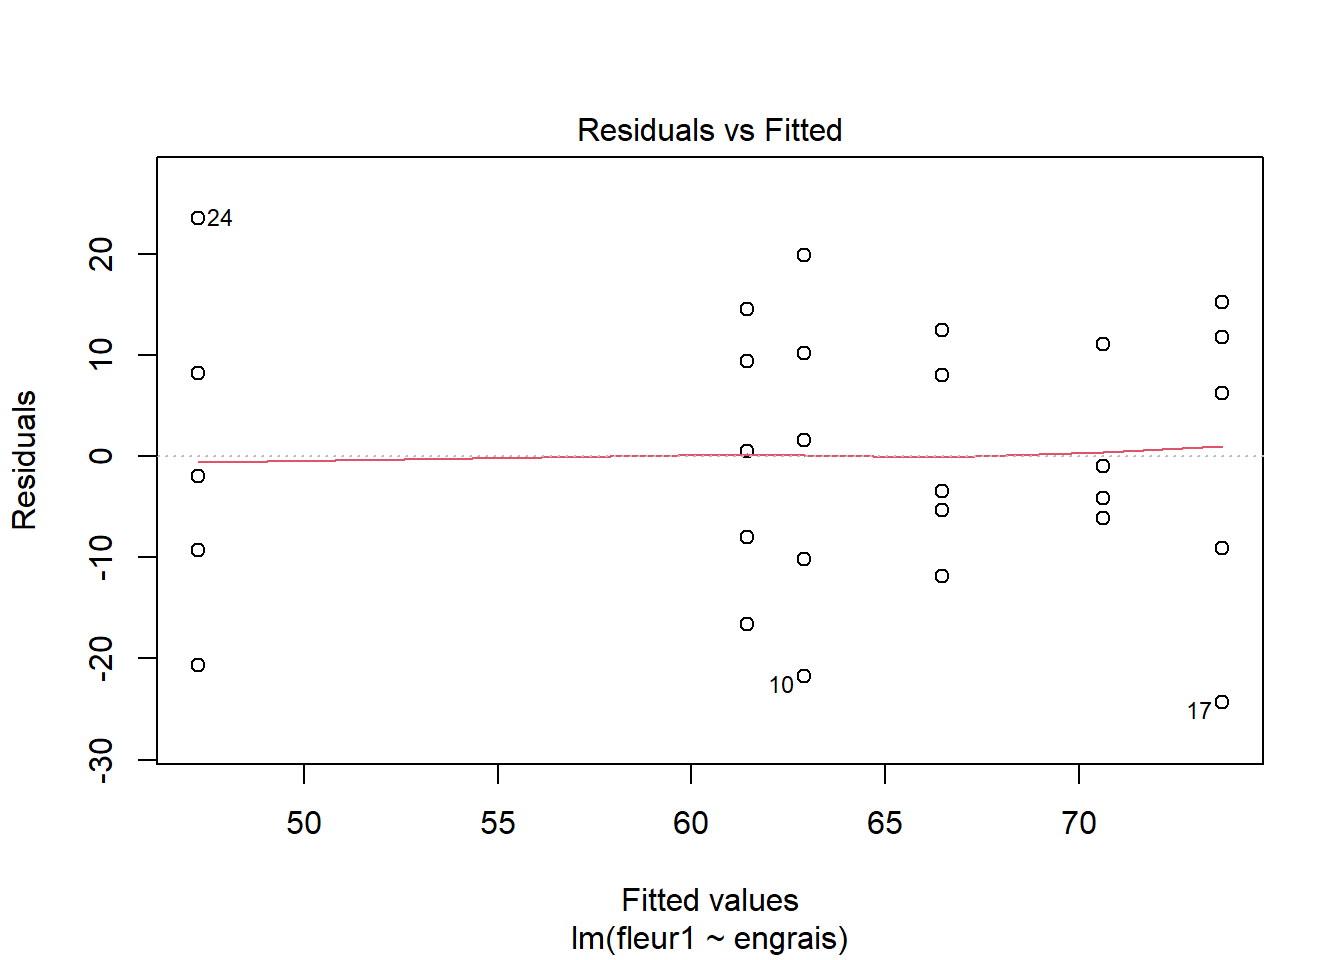 Residuals vs Fitted
24
10
17
Residuals
20
10
0
-10
-20
-30
50 55 60 65 70
Fitted values
lm(fleur1 ~ engrais)